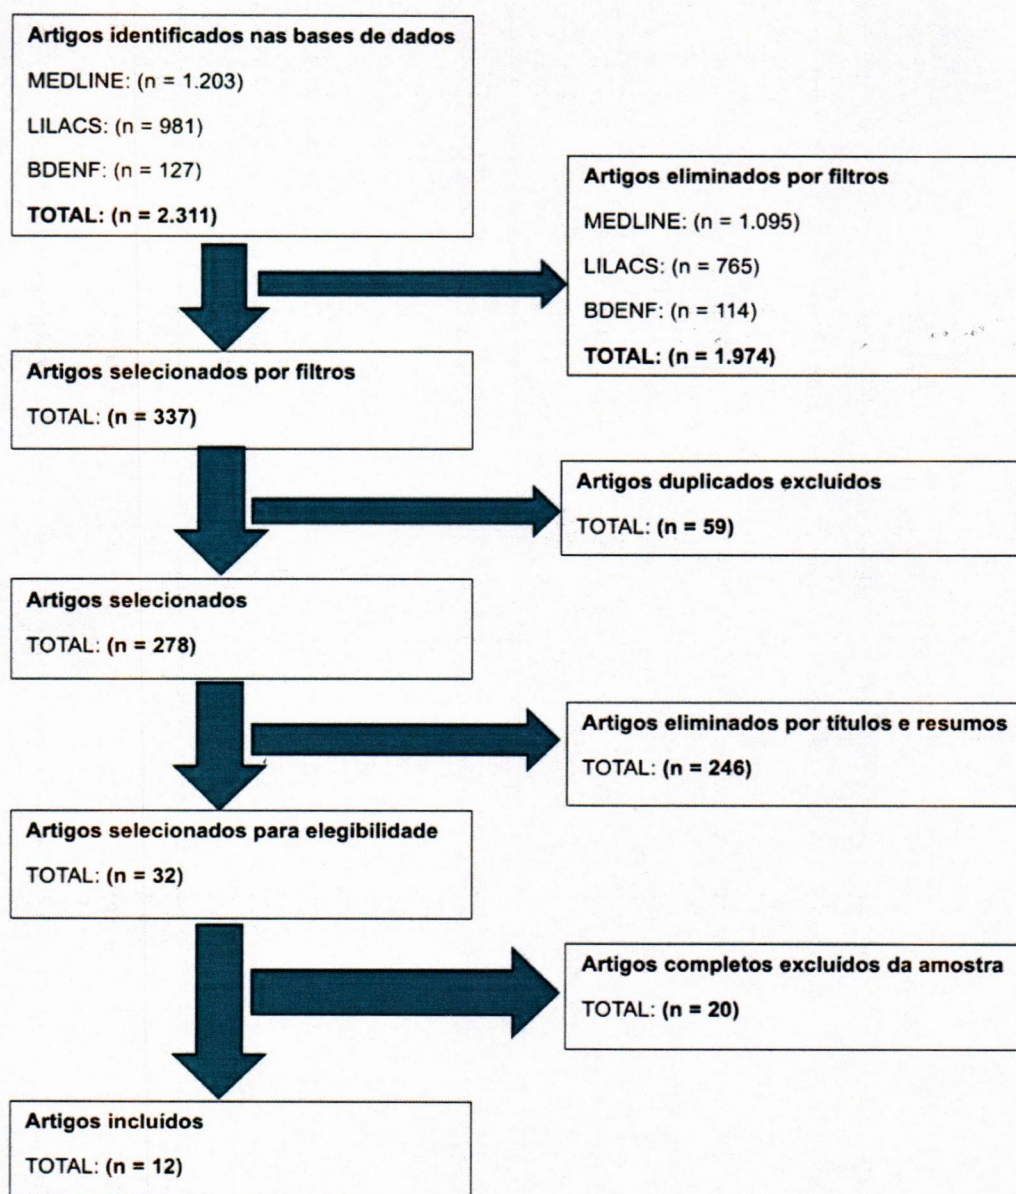 Artigos identificados nas bases de dados
MEDLINE: (n = 1.203)
LILACS: (n = 981)
BDENF: (n = 127)
TOTAL: (n = 2.311)
Artigos eliminados por filtros
MEDLINE: (n = 1.095)
LILACS: (n = 765)
BDENF: (n = 114)
TOTAL: (n = 1.974)
Artigos selecionados por filtros
TOTAL: (n = 337)
Artigos duplicados excluídos
TOTAL: (n = 59)
Artigos selecionados
TOTAL: (n = 278)
Artigos eliminados por títulos e resumos
TOTAL: (n = 246)
Artigos selecionados para elegibilidade
TOTAL: (n = 32)
Artigos completos excluídos da amostra
TOTAL: (n = 20)
Artigos incluídos
TOTAL: (n = 12)